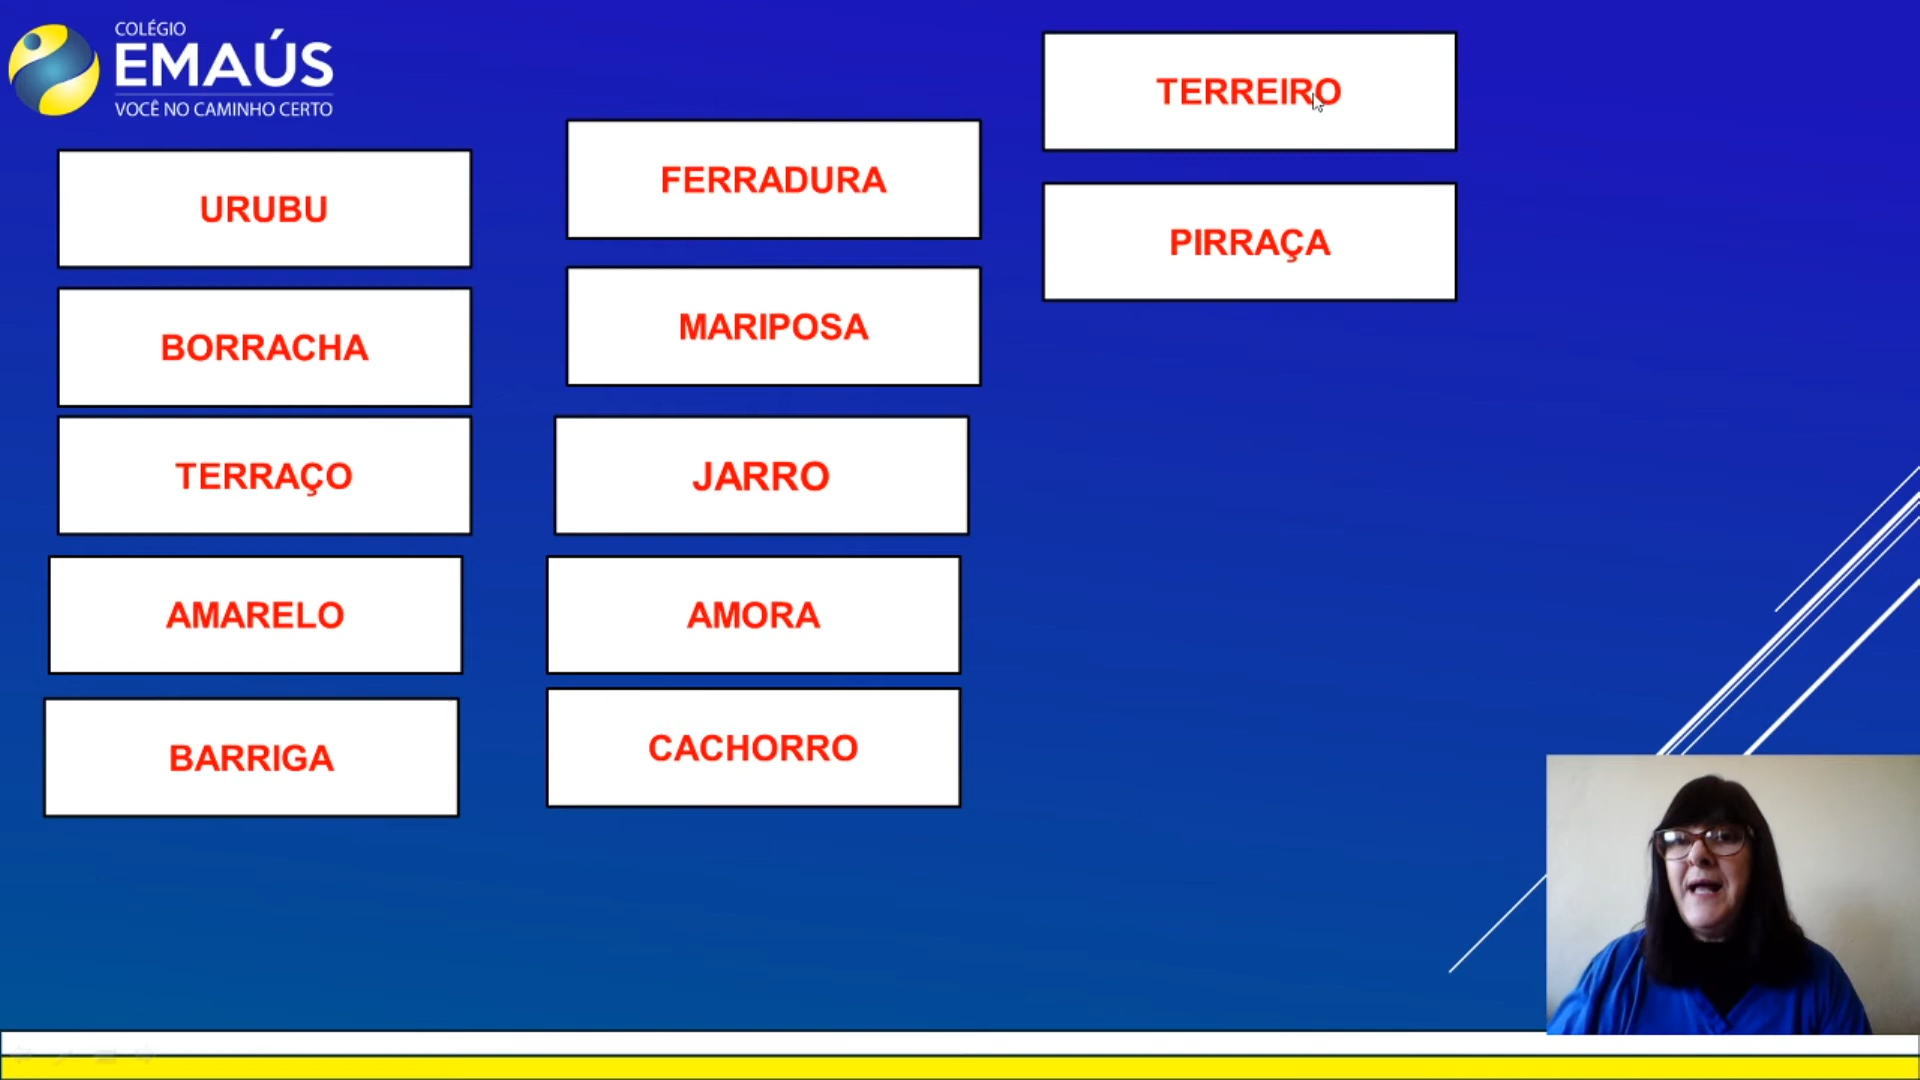 COLÉGIO
EMAÚS
VOCÊ NO CAMINHO CERTO
URUBU
BORRACHA
TERRAÇO
AMARELO
BARRIGA
FERRADURA
MARIPOSA
JARRO
AMORA
CACHORRO
TERREIRO
PIRRAÇA